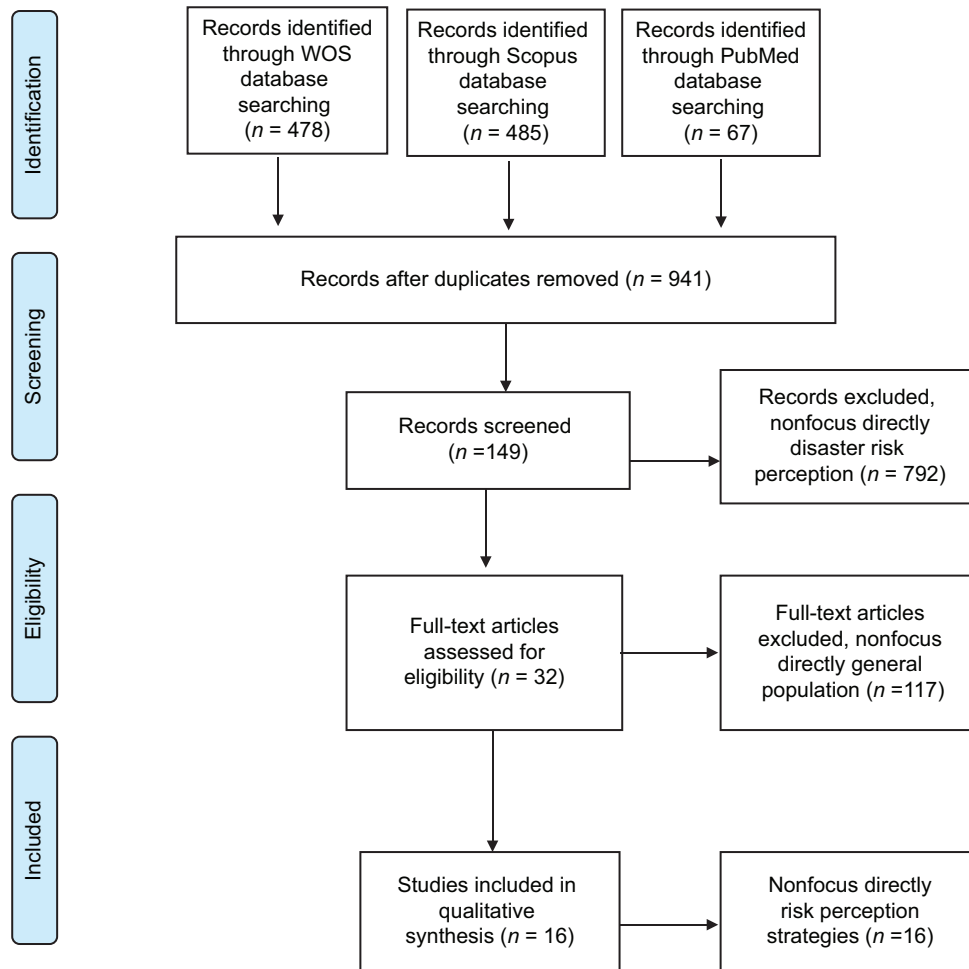 Identification
Records identified
through WOS
database
searching
(n = 478)
Records identified
through Scopus
database
searching
(n = 485)
Records identified
through PubMed
database
searching
(n = 67)
Screening
Records after duplicates removed (n = 941)
Records screened
(n =149)
Records excluded,
nonfocus directly
disaster risk
perception (n = 792)
Eligibility
Full-text articles
assessed for
eligibility (n = 32)
Full-text articles
excluded, nonfocus
directly general
population (n =117)
Included
Studies included in
qualitative
synthesis (n = 16)
Nonfocus directly
risk perception
strategies (n =16)